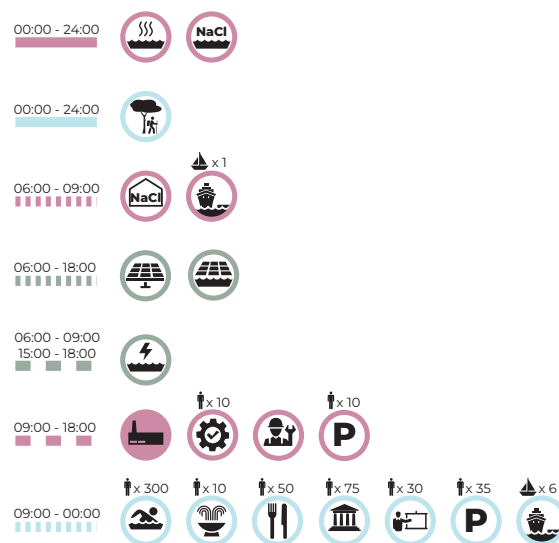 00:00 - 24:00
NaCl
00:00 - 24:00
x 1
06:00 - 09:00
NaCl
06:00 - 18:00
06:00 - 09:00
15:00 - 18:00
x 10 x 10
09:00 - 18:00
P
x 300 x 10 x 50 x 75 x 30 x 35 x 6
09:00 - 00:00
P